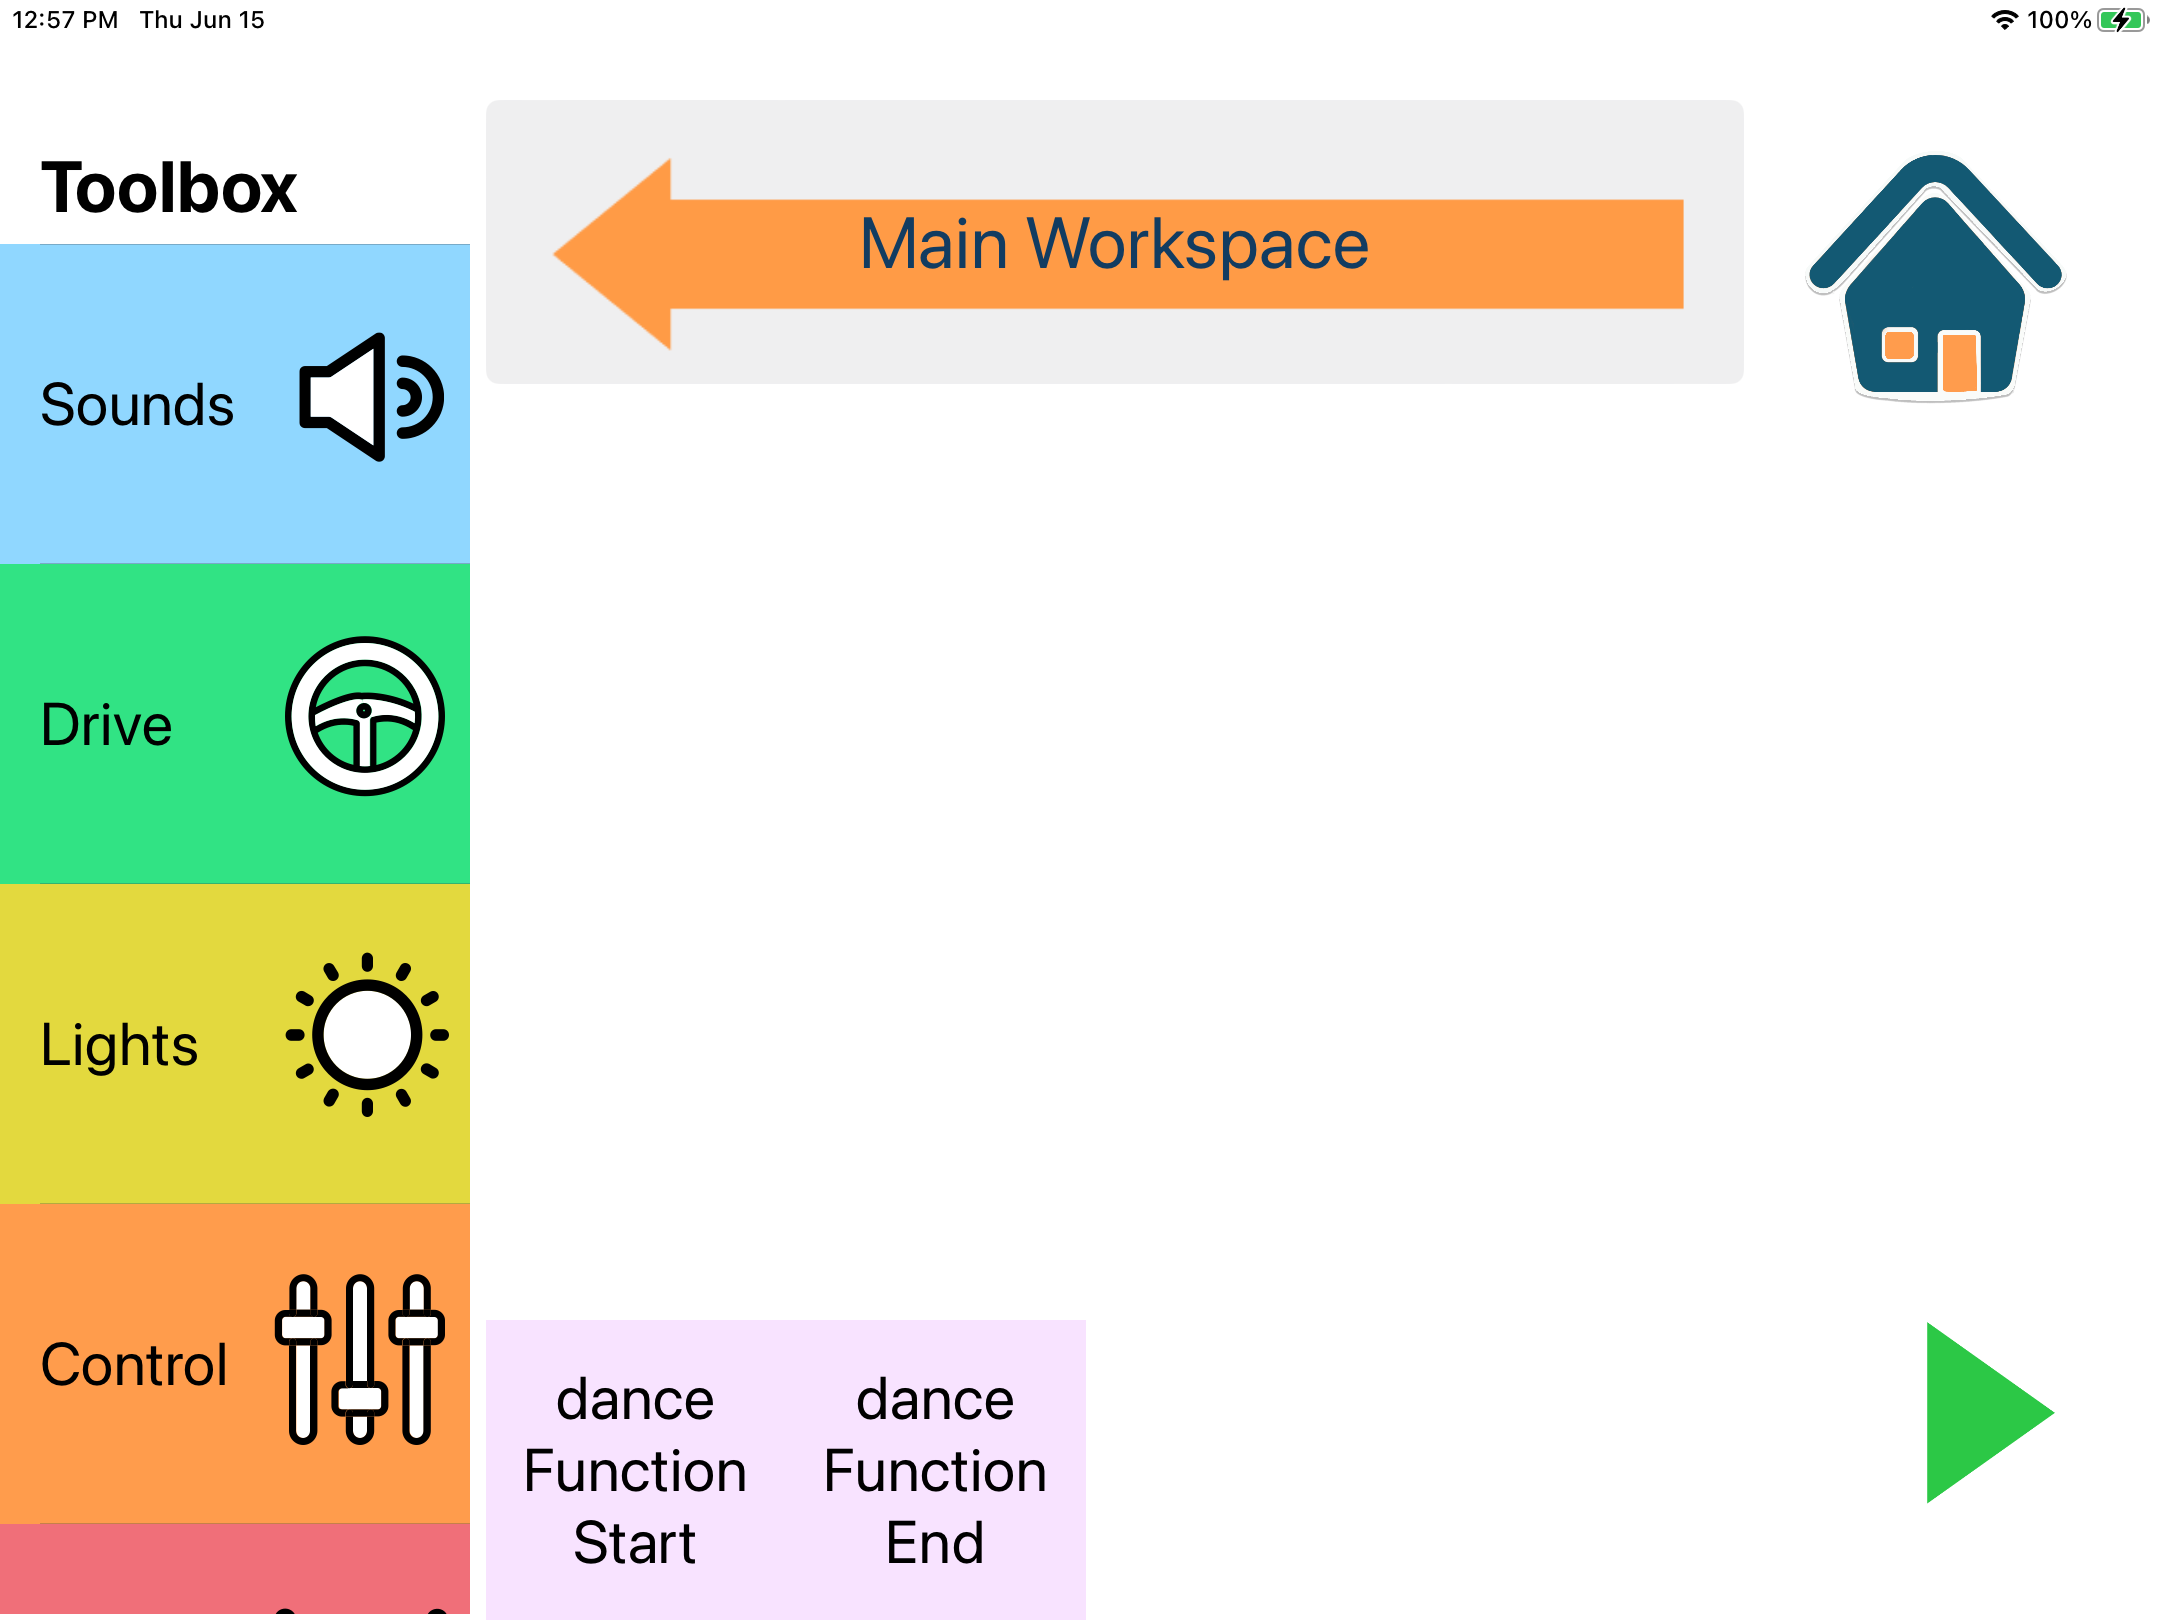 12:57 PM Thu Jun 15
100%
Toolbox
Main Workspace
Sounds
Drive
Lights
Control
dance
Function
Start
dance
Function
End